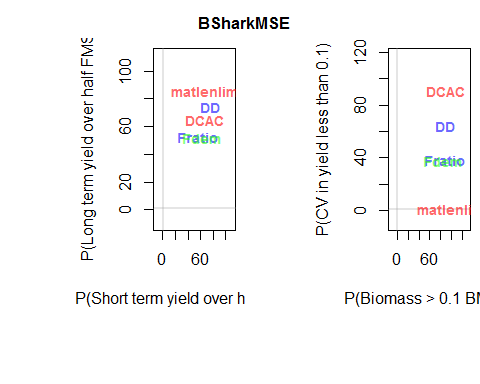 BSharkMSE
P(Long term yield over half FMS
100
60
20
0
matlenlim
DD
DCAC
Fratio
0 60
P(Short term yield over h
P(CV in yield less than 0.1)
120
80
40
0
DCAC
DD
Fratio
matlenlim
0 60
P(Biomass > 0.1 BM